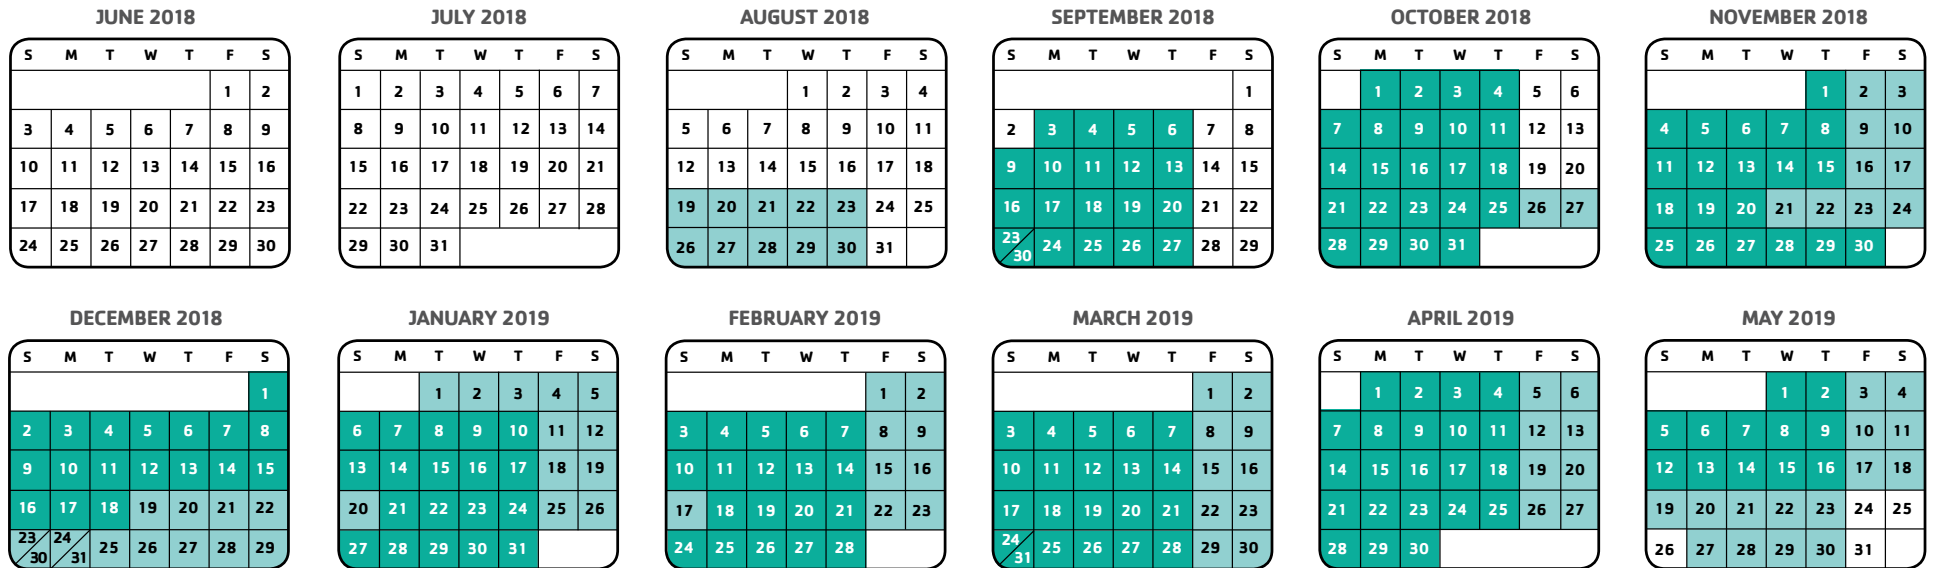 JUNE 2018
S M T W T F S
1 2
3 4 5 6 7 8 9
10 11 12 13 14 15 16
17 18 19 20 21 22 23
24 25 26 27 28 29 30
JULY 2018
S M T W T F S
1 2 3 4 5 6 7
8 9 10 11 12 13 14
15 16 17 18 19 20 21
22 23 24 25 26 27 28
29 30 31
AUGUST 2018
S M T W T F S
1 2 3 4
5 6 7 8 9 10 11
12 13 14 15 16 17 18
19 20 21 22 23 24 25
26 27 28 29 30 31
SEPTEMBER 2018
S M T W T F S
1
2 3 4 5 6 7 8
9 10 11 12 13 14 15
16 17 18 19 20 21 22
23/30 24 25 26 27 28 29
OCTOBER 2018
S M T W T F S
1 2 3 4 5 6
7 8 9 10 11 12 13
14 15 16 17 18 19 20
21 22 23 24 25 26 27
28 29 30 31
NOVEMBER 2018
S M T W T F S
1 2 3
4 5 6 7 8 9 10
11 12 13 14 15 16 17
18 19 20 21 22 23 24
25 26 27 28 29 30
DECEMBER 2018
S M T W T F S
1
2 3 4 5 6 7 8
9 10 11 12 13 14 15
16 17 18 19 20 21 22
23/30 24/31 25 26 27 28 29
JANUARY 2019
S M T W T F S
1 2 3 4 5
6 7 8 9 10 11 12
13 14 15 16 17 18 19
20 21 22 23 24 25 26
27 28 29 30 31
FEBRUARY 2019
S M T W T F S
1 2
3 4 5 6 7 8 9
10 11 12 13 14 15 16
17 18 19 20 21 22 23
24 25 26 27 28
MARCH 2019
S M T W T F S
1 2
3 4 5 6 7 8 9
10 11 12 13 14 15 16
17 18 19 20 21 22 23
24/31 25 26 27 28 29 30
APRIL 2019
S M T W T F S
1 2 3 4 5 6
7 8 9 10 11 12 13
14 15 16 17 18 19 20
21 22 23 24 25 26 27
28 29 30
MAY 2019
S M T W T F S
1 2 3 4
5 6 7 8 9 10 11
12 13 14 15 16 17 18
19 20 21 22 23 24 25
26 27 28 29 30 31